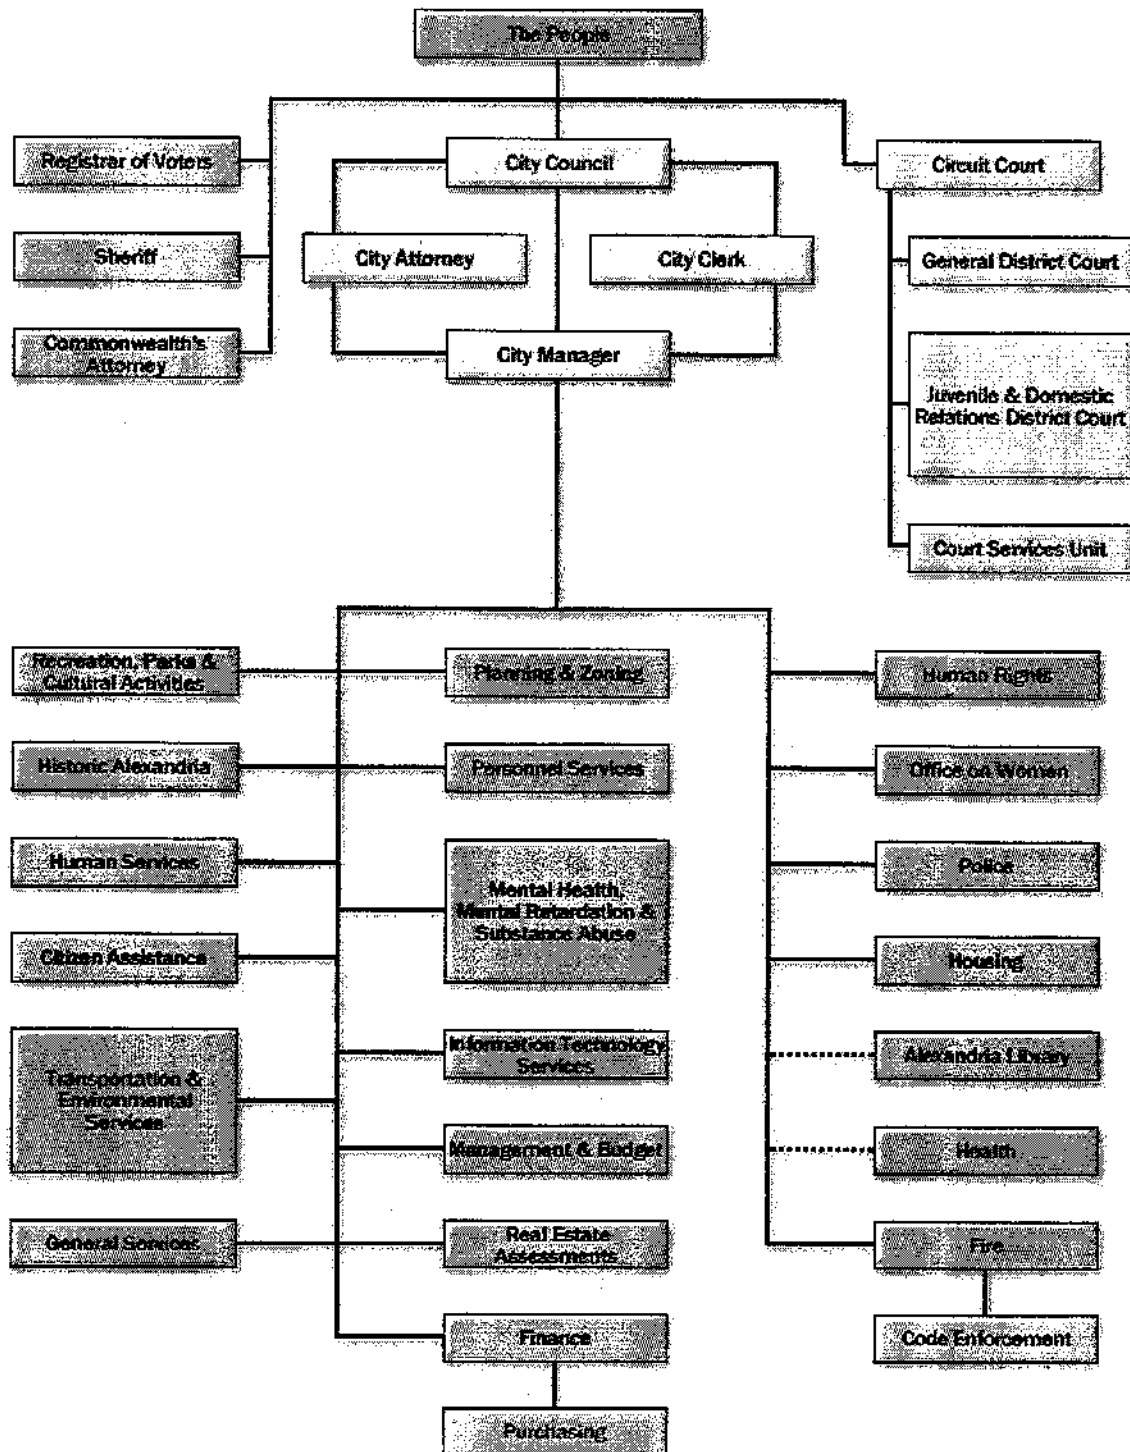 The People
Registrar of Voters
City Council
Circuit Court
Sheriff
City Attorney
City Clerk
General District Court
Commonwealth's
Attorney
City Manager
Juvenile & Domestic
Relations District Court
Court Services Unit
Recreation, Parks &
Cultural Activities
Planning & Zoning
Human Rights
Historic Alexandria
Personnel Services
Office on Women
Human Services
Mental Health,
Mental Retardation &
Substance Abuse
Police
Citizen Assistance
Housing
Transportation &
Environmental
Services
Information Technology
Services
Alexandria Library
Management & Budget
Health
General Services
Real Estate
Assessments
Fire
Finance
Code Enforcement
Purchasing